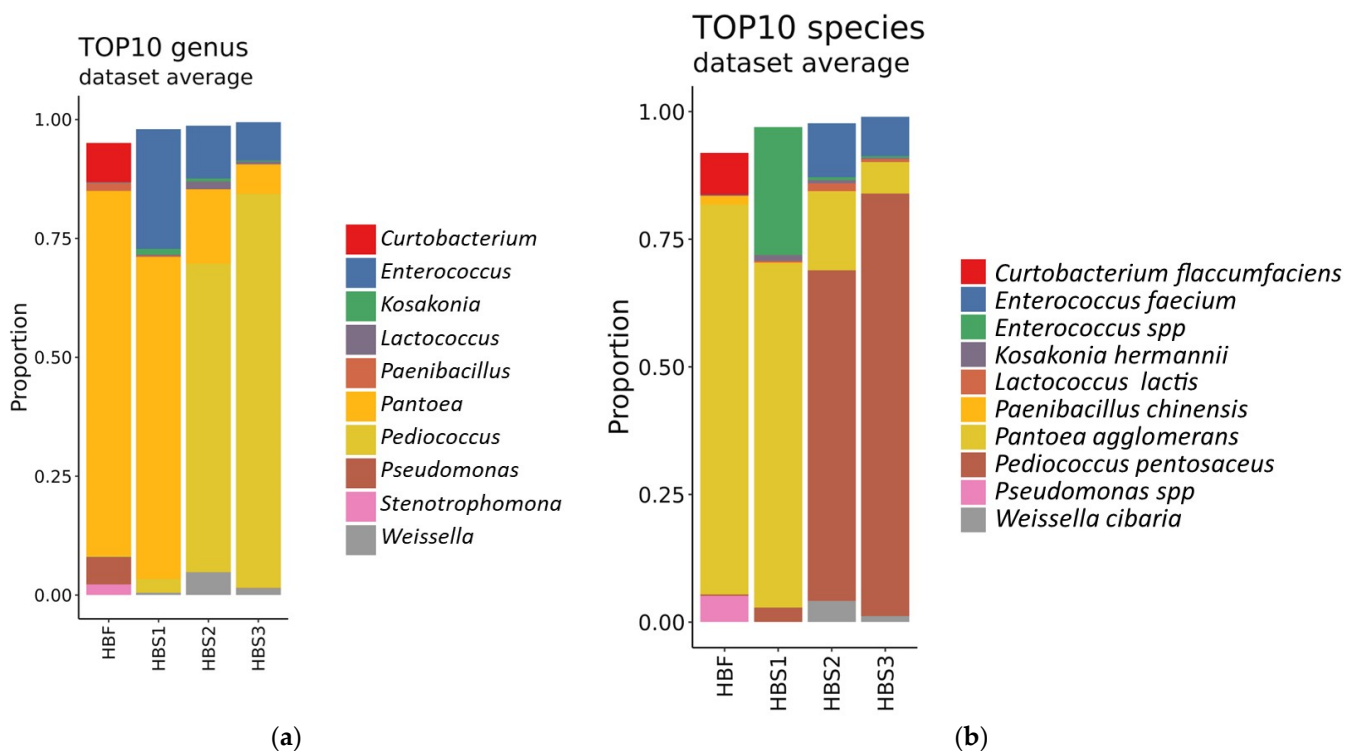 TOP10 genus
dataset average
1.00
0.75
0.50
0.25
0.00
Proportion
HBF
HBS1
HBS2
HBS3
Curtobacterium
Enterococcus
Kosakonia
Lactococcus
Paenibacillus
Pantoea
Pediococcus
Pseudomonas
Stenotrophomona
Weissella
(a)
TOP10 species
dataset average
1.00
0.75
0.50
0.25
0.00
Proportion
HBF
HBS1
HBS2
HBS3
Curtobacterium flaccumfaciens
Enterococcus faecium
Enterococcus spp
Kosakonia hermannii
Lactococcus lactis
Paenibacillus chinensis
Pantoea agglomerans
Pediococcus pentosaceus
Pseudomonas spp
Weissella cibaria
(b)